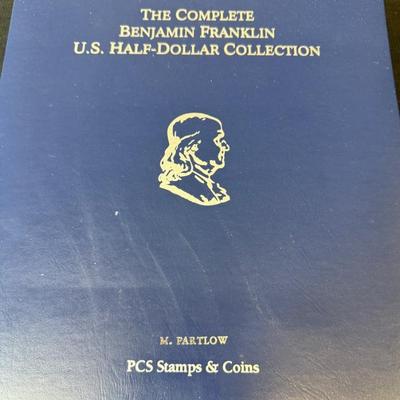 THE COMPLETE
BENJAMIN FRANKLIN
U.S. HALF-DOLLAR COLLECTION
M. PARTLOW
PCS Stamps & Coins